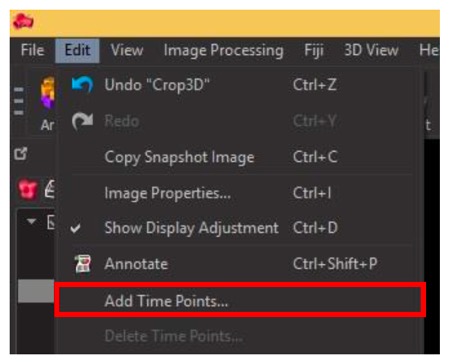 File Edit View Image Processing Fiji 3D View He
Undo "Crop3D" Ctrl+Z
Ar Redo Ctrl+Y t
Copy Snapshot Image Ctrl+C
Image Properties... Ctrl+I
Show Display Adjustment Ctrl+D
Annotate Ctrl+Shift+P
Add Time Points...
Delete Time Points...